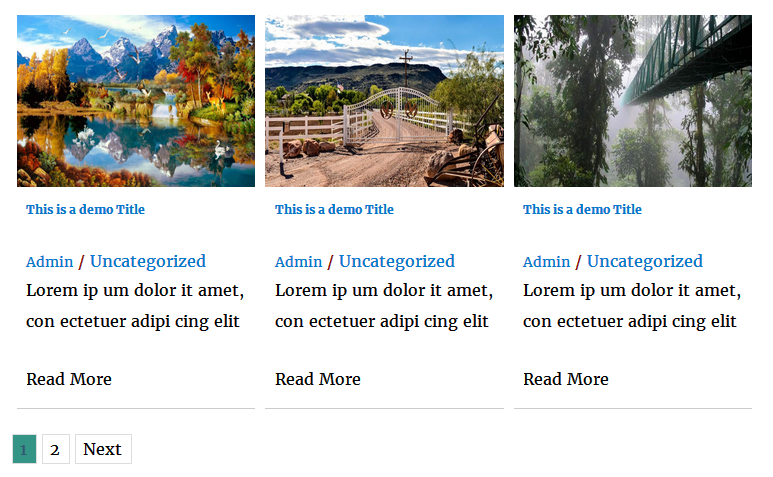 This is a demo Title
Admin / Uncategorized
Lorem ip um dolor it amet,
con ectetuer adipi cing elit
Read More
This is a demo Title
Admin / Uncategorized
Lorem ip um dolor it amet,
con ectetuer adipi cing elit
Read More
This is a demo Title
Admin / Uncategorized
Lorem ip um dolor it amet,
con ectetuer adipi cing elit
Read More
1 2 Next